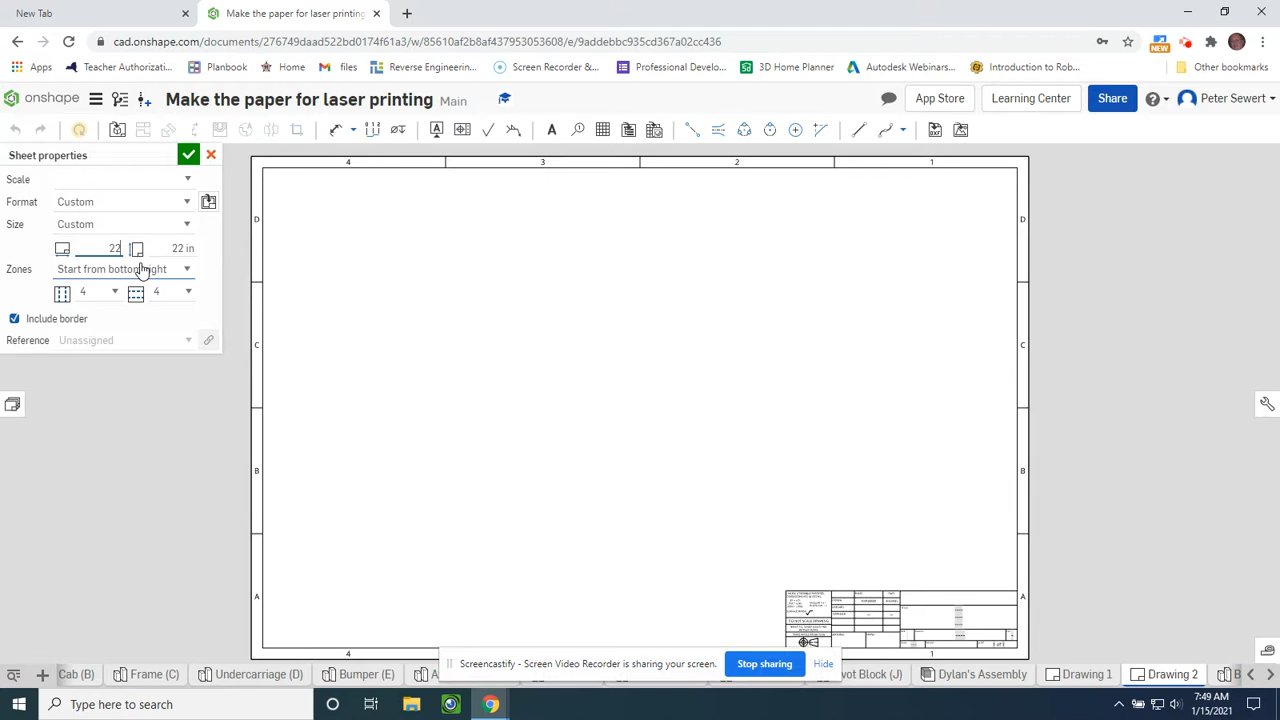 New Tab
Make the paper for laser printing
cad.onshape.com/documents/276749daad522bd0174f61a3/w/8561f3f2b8af437953053608/e/9addebbc935cd367a02cc436
NEW
Apps Teacher Authorizati... Planbook Home files Reverse Engineering... Screen Recorder &... Professional Develo... 3D Home Planner Autodesk Webinars... Introduction to Rob... Other bookmarks
onshape Make the paper for laser printing Main App Store Learning Center Share Peter Sewert
Sheet properties
Scale
Format Custom
Size Custom
22 22 in
Zones Start from bottom right
4 4
Include border
Reference Unassigned
4 3 2 1
D D
C C
B B
A A
4 1
Screencastify - Screen Video Recorder is sharing your screen. Stop sharing Hide
Cab (B) Frame (C) Undercarriage (D) Bumper (E) Dylan's Assembly Drawing 1 Drawing 2
Type here to search
7:49 AM
1/15/2021